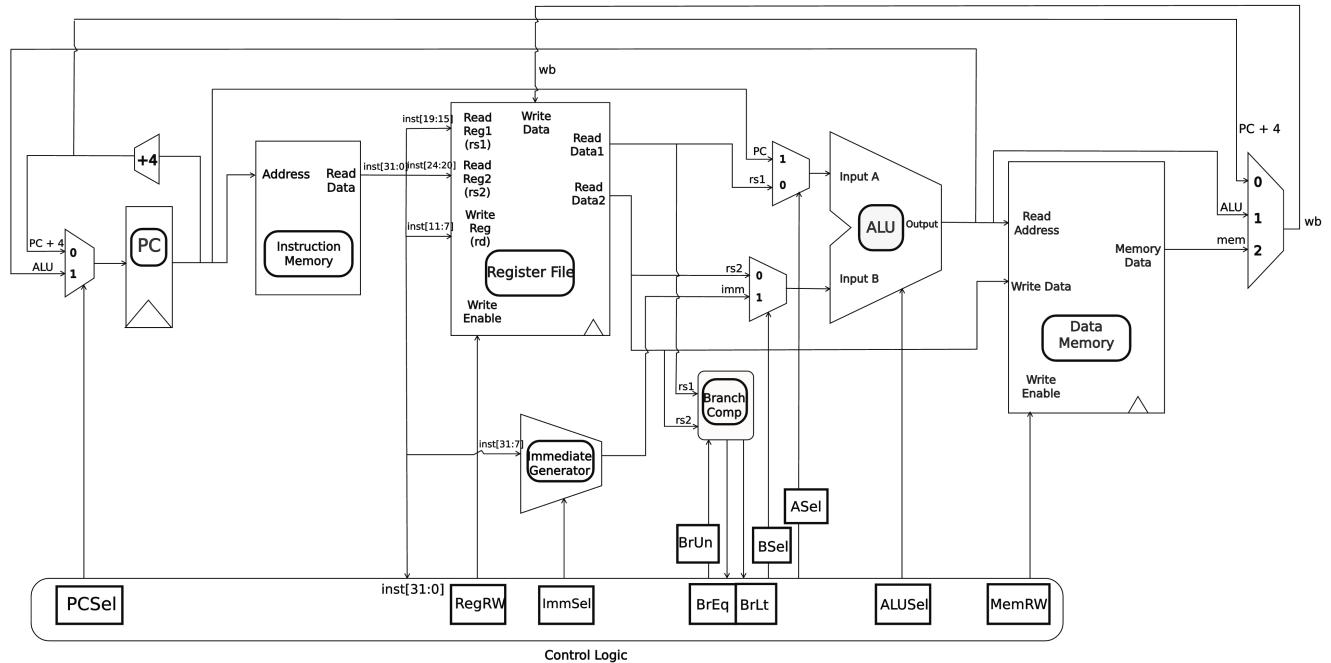 wb
PC + 4
+4
inst[19:15]
Read
Reg1
(rs1)
Write
Data
Read
Data1
PC
1
rs1
0
Input A
Address
Read
Data
inst[31:0]
inst[24:20]
Read
Reg2
(rs2)
Read
Data2
0
ALU
1
wb
mem
2
inst[11:7]
Write
Reg
(rd)
ALU
Output
Read
Address
Memory
Data
PC + 4
0
ALU
1
PC
Instruction
Memory
Register File
rs2
0
imm
1
Input B
Write Data
Write
Enable
Data
Memory
rs1
rs2
Branch
Comp
Write
Enable
inst[31:7]
Immediate
Generator
ASel
BrUn
BSel
inst[31:0]
PCSel
RegRW
ImmSel
BrEq
BrLt
ALUSel
MemRW
Control Logic